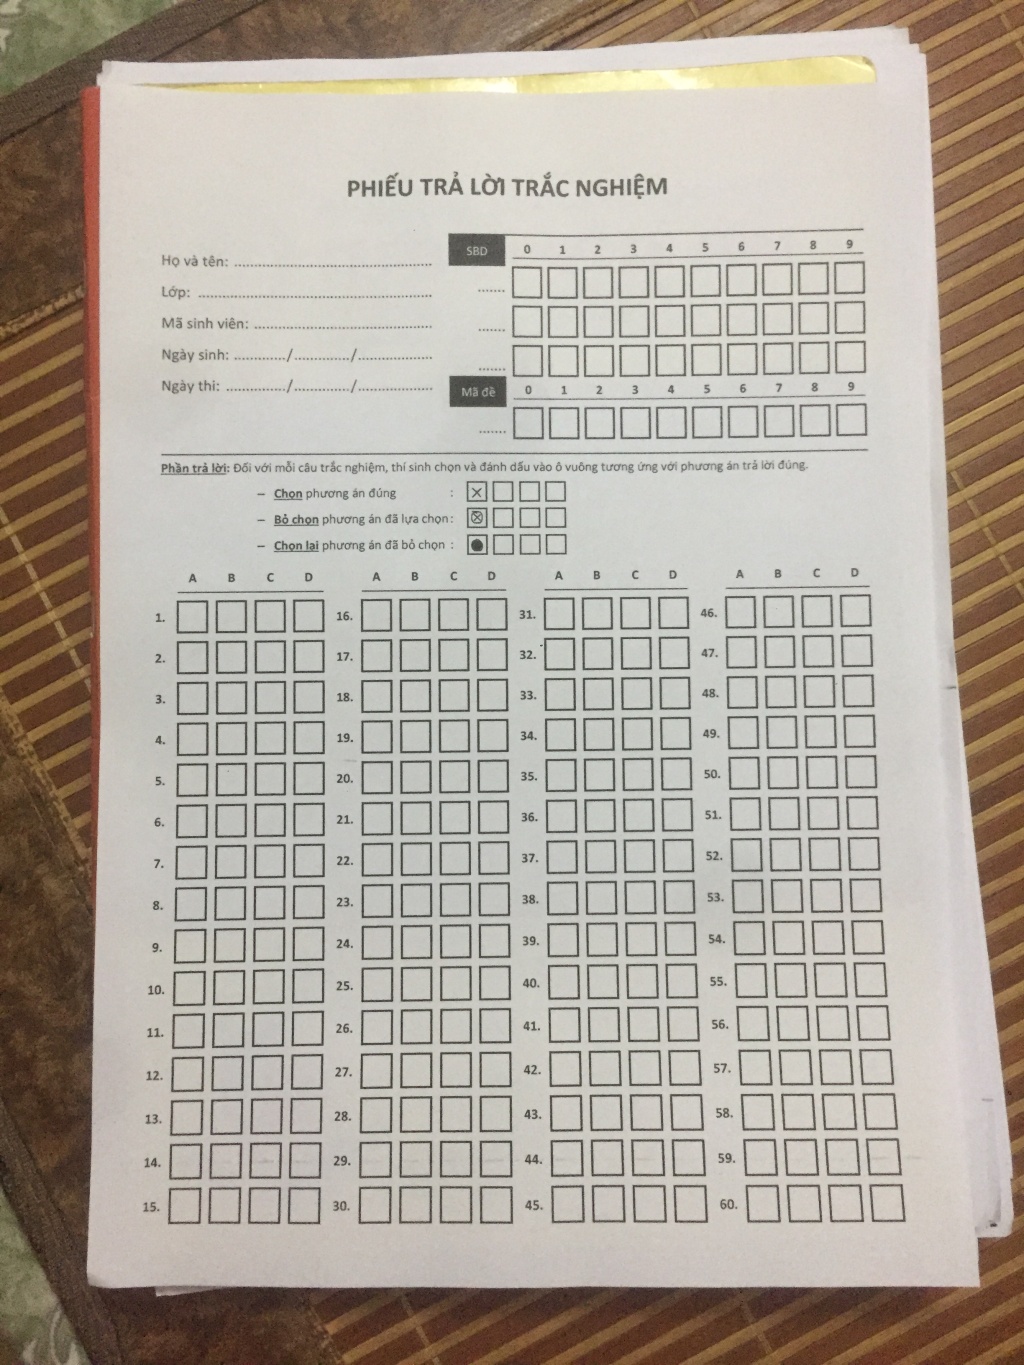 PHIẾU TRẢ LỜI TRẮC NGHIỆM
Họ và tên: ................................................
Lớp: ..........................................................
Mã sinh viên: ...........................................
Ngày sinh: ............./............../...................
Ngày thi: .............../............../...................
SBD 0 1 2 3 4 5 6 7 8 9
.......
.......
.......
Mã đề 0 1 2 3 4 5 6 7 8 9
.......
Phần trả lời: Đối với mỗi câu trắc nghiệm, thí sinh chọn và đánh dấu vào ô vuông tương ứng với phương án trả lời đúng.
– Chọn phương án đúng :
– Bỏ chọn phương án đã lựa chọn :
– Chọn lại phương án đã bỏ chọn :
A B C D A B C D A B C D A B C D
1. 16. 31. 46.
2. 17. 32. 47.
3. 18. 33. 48.
4. 19. 34. 49.
5. 20. 35. 50.
6. 21. 36. 51.
7. 22. 37. 52.
8. 23. 38. 53.
9. 24. 39. 54.
10. 25. 40. 55.
11. 26. 41. 56.
12. 27. 42. 57.
13. 28. 43. 58.
14. 29. 44. 59.
15. 30. 45. 60.